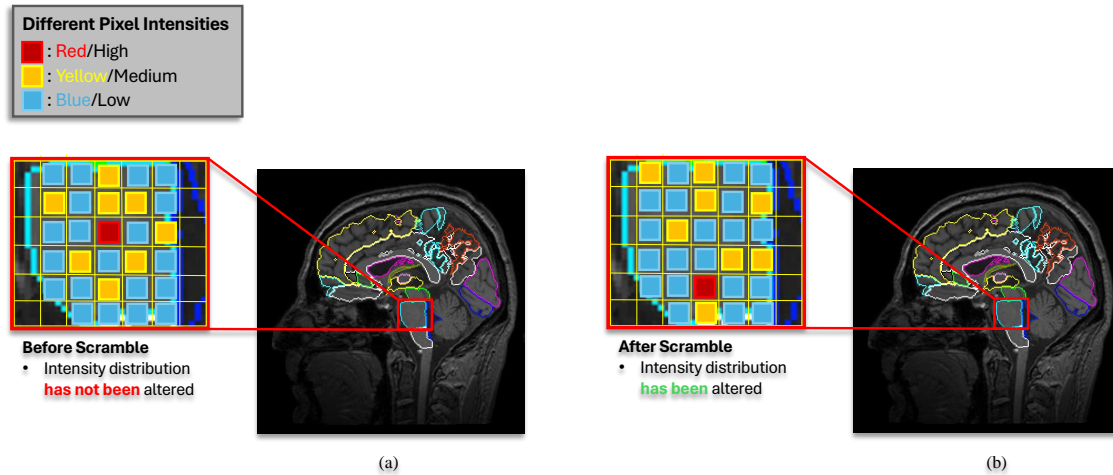 Different Pixel Intensities
: Red/High
: Yellow/Medium
: Blue/Low
Before Scramble
• Intensity distribution
has not been altered
(a)
After Scramble
• Intensity distribution
has been altered
(b)